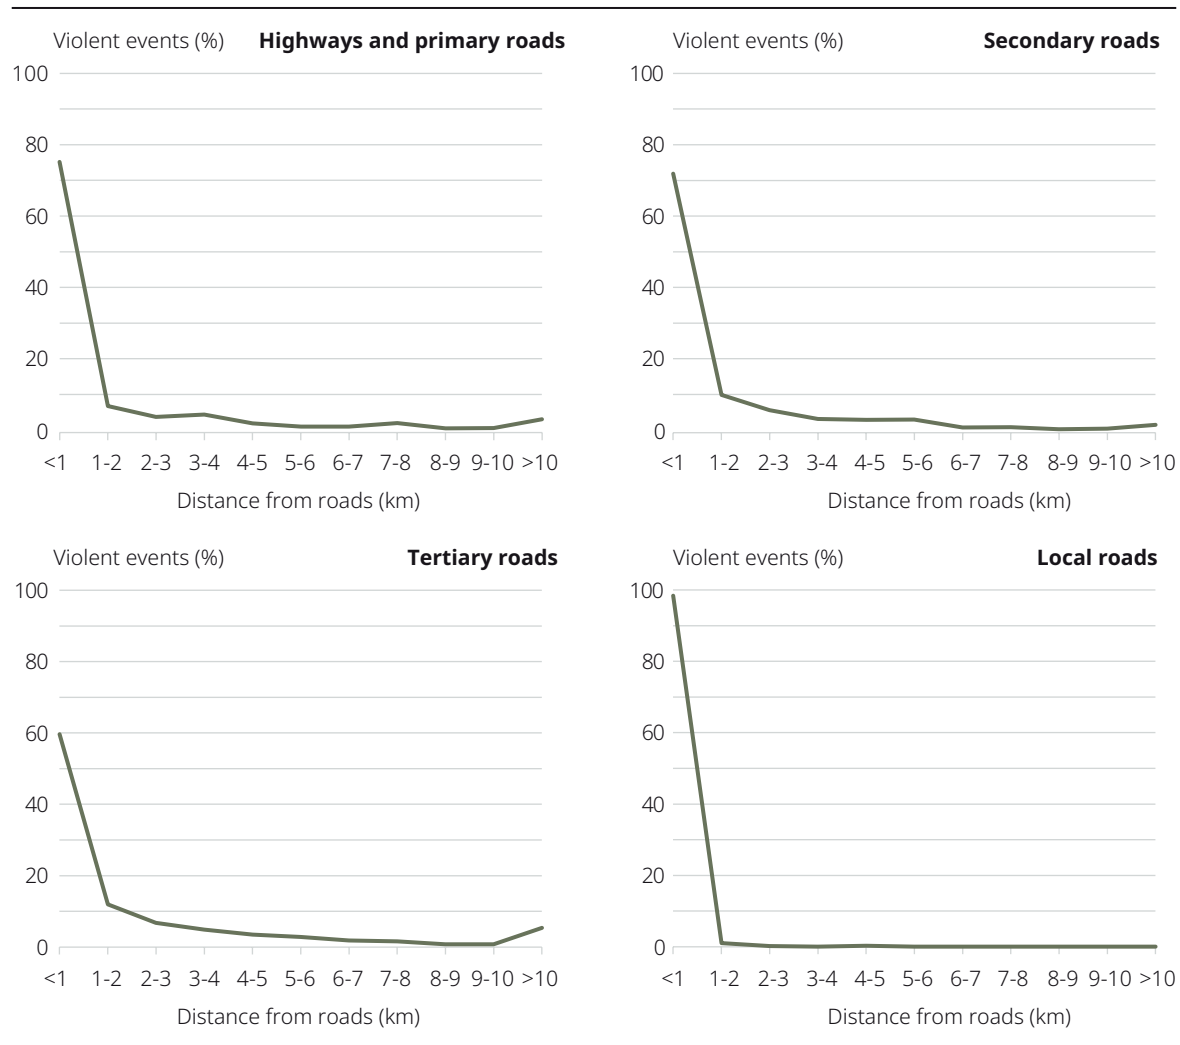 Violent events (%) Highways and primary roads
100
80
60
40
20
0
<1 1-2 2-3 3-4 4-5 5-6 6-7 7-8 8-9 9-10 >10
Distance from roads (km)
Violent events (%) Secondary roads
100
80
60
40
20
0
<1 1-2 2-3 3-4 4-5 5-6 6-7 7-8 8-9 9-10 >10
Distance from roads (km)
Violent events (%) Tertiary roads
100
80
60
40
20
0
<1 1-2 2-3 3-4 4-5 5-6 6-7 7-8 8-9 9-10 >10
Distance from roads (km)
Violent events (%) Local roads
100
80
60
40
20
0
<1 1-2 2-3 3-4 4-5 5-6 6-7 7-8 8-9 9-10 >10
Distance from roads (km)